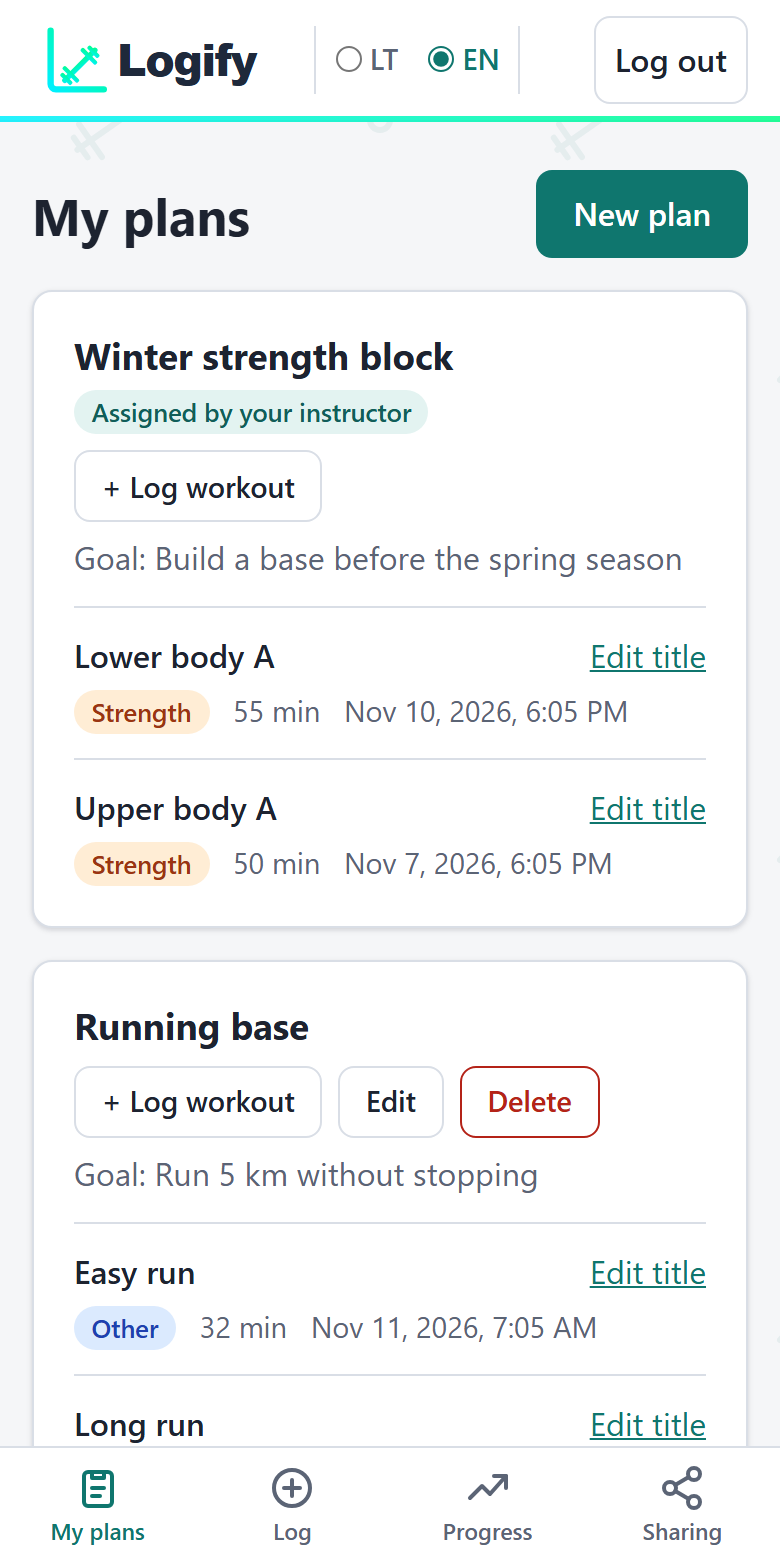 Logify
LT
EN
Log out
My plans
New plan
Winter strength block
Assigned by your instructor
+ Log workout
Goal: Build a base before the spring season
Lower body A
Edit title
Strength 55 min Nov 10, 2026, 6:05 PM
Upper body A
Edit title
Strength 50 min Nov 7, 2026, 6:05 PM
Running base
+ Log workout
Edit
Delete
Goal: Run 5 km without stopping
Easy run
Edit title
Other 32 min Nov 11, 2026, 7:05 AM
Long run
Edit title
My plans
Log
Progress
Sharing